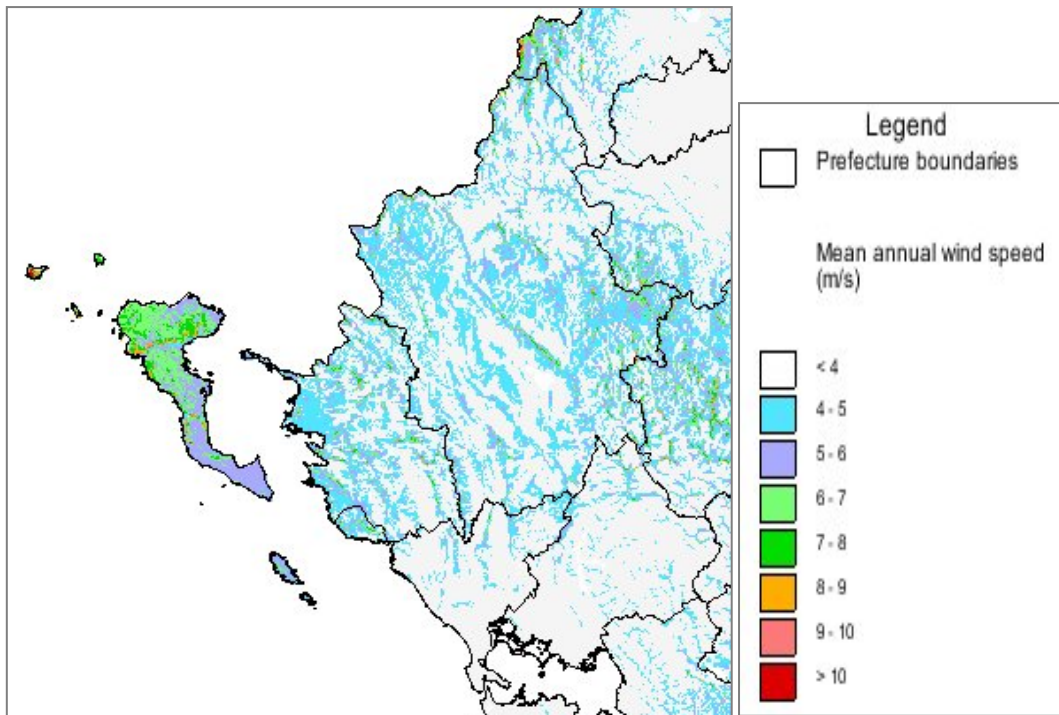 Legend
Prefecture boundaries
Mean annual wind speed
(m/s)
< 4
4 - 5
5 - 6
6 - 7
7 - 8
8 - 9
9 - 10
> 10